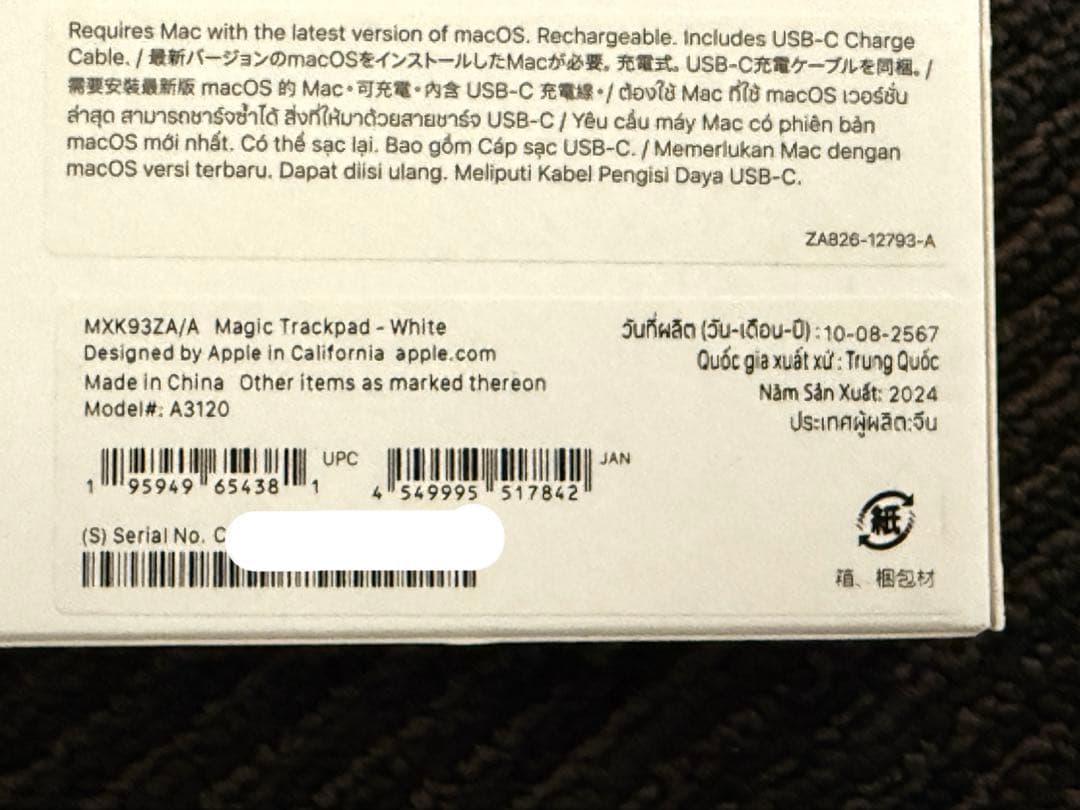 Requires Mac with the latest version of macOS. Rechargeable. Includes USB-C Charge
Cable. / 最新バージョンのmacOSをインストールしたMacが必要。充電式。USB-C充電ケーブルを同梱。/
需要安裝最新版 macOS 的 Mac・可充電・內含 USB-C 充電線・/ ต้องใช้ Mac ที่ใช้ macOS เวอร์ชั่น
ล่าสุด สามารถชาร์จซ้ำได้ สิ่งที่ให้มาด้วยสายชาร์จ USB-C / Yêu cầu máy Mac có phiên bản
macOS mới nhất. Có thể sạc lại. Bao gồm Cáp sạc USB-C. / Memerlukan Mac dengan
macOS versi terbaru. Dapat diisi ulang. Meliputi Kabel Pengisi Daya USB-C.
ZA826-12793-A
MXK93ZA/A Magic Trackpad - White
Designed by Apple in California apple.com
Made in China Other items as marked thereon
Model#: A3120
วันที่ผลิต (วัน-เดือน-ปี) : 10-08-2567
Quốc gia xuất xứ : Trung Quốc
Năm Sản Xuất: 2024
ประเทศผู้ผลิต:จีน
UPC
1 95949 65438 1
JAN
4 549995 517842
(S) Serial No. C
紙
箱、梱包材